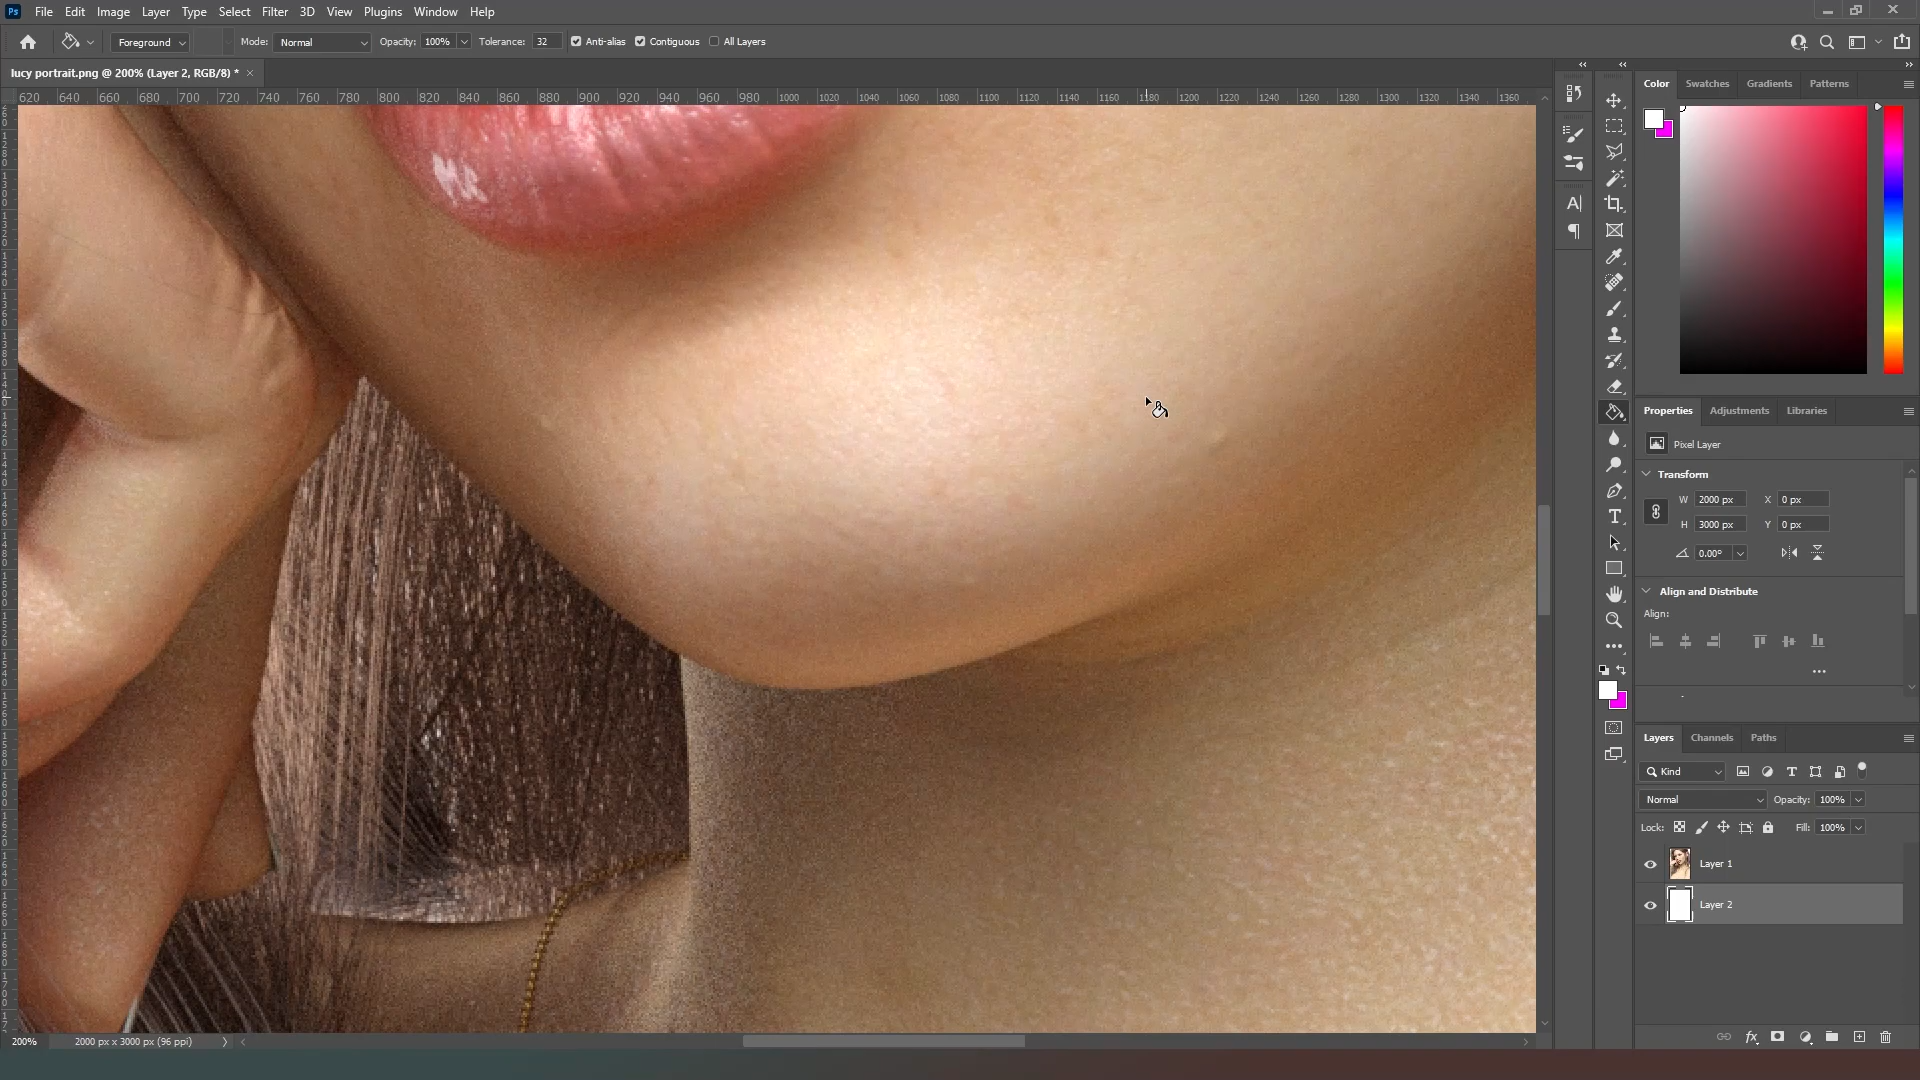 Ps File Edit Image Layer Type Select Filter 3D View Plugins Window Help
Foreground Mode: Normal Opacity: 100% Tolerance: 32 Anti-alias Contiguous All Layers
lucy portrait.png @ 200% (Layer 2, RGB/8) * ×
620 640 660 680 700 720 740 760 780 800 820 840 860 880 900 920 940 960 980 1000 1020 1040 1060 1080 1100 1120 1140 1160 1180 1200 1220 1240 1260 1280 1300 1320 1340 1360
Color Swatches Gradients Patterns
Properties Adjustments Libraries
Pixel Layer
Transform
W 2000 px X 0 px
H 3000 px Y 0 px
0.00°
Align and Distribute
Align:
Layers Channels Paths
Kind
Normal Opacity: 100%
Lock: Fill: 100%
Layer 1
Layer 2
200% 2000 px x 3000 px (96 ppi)